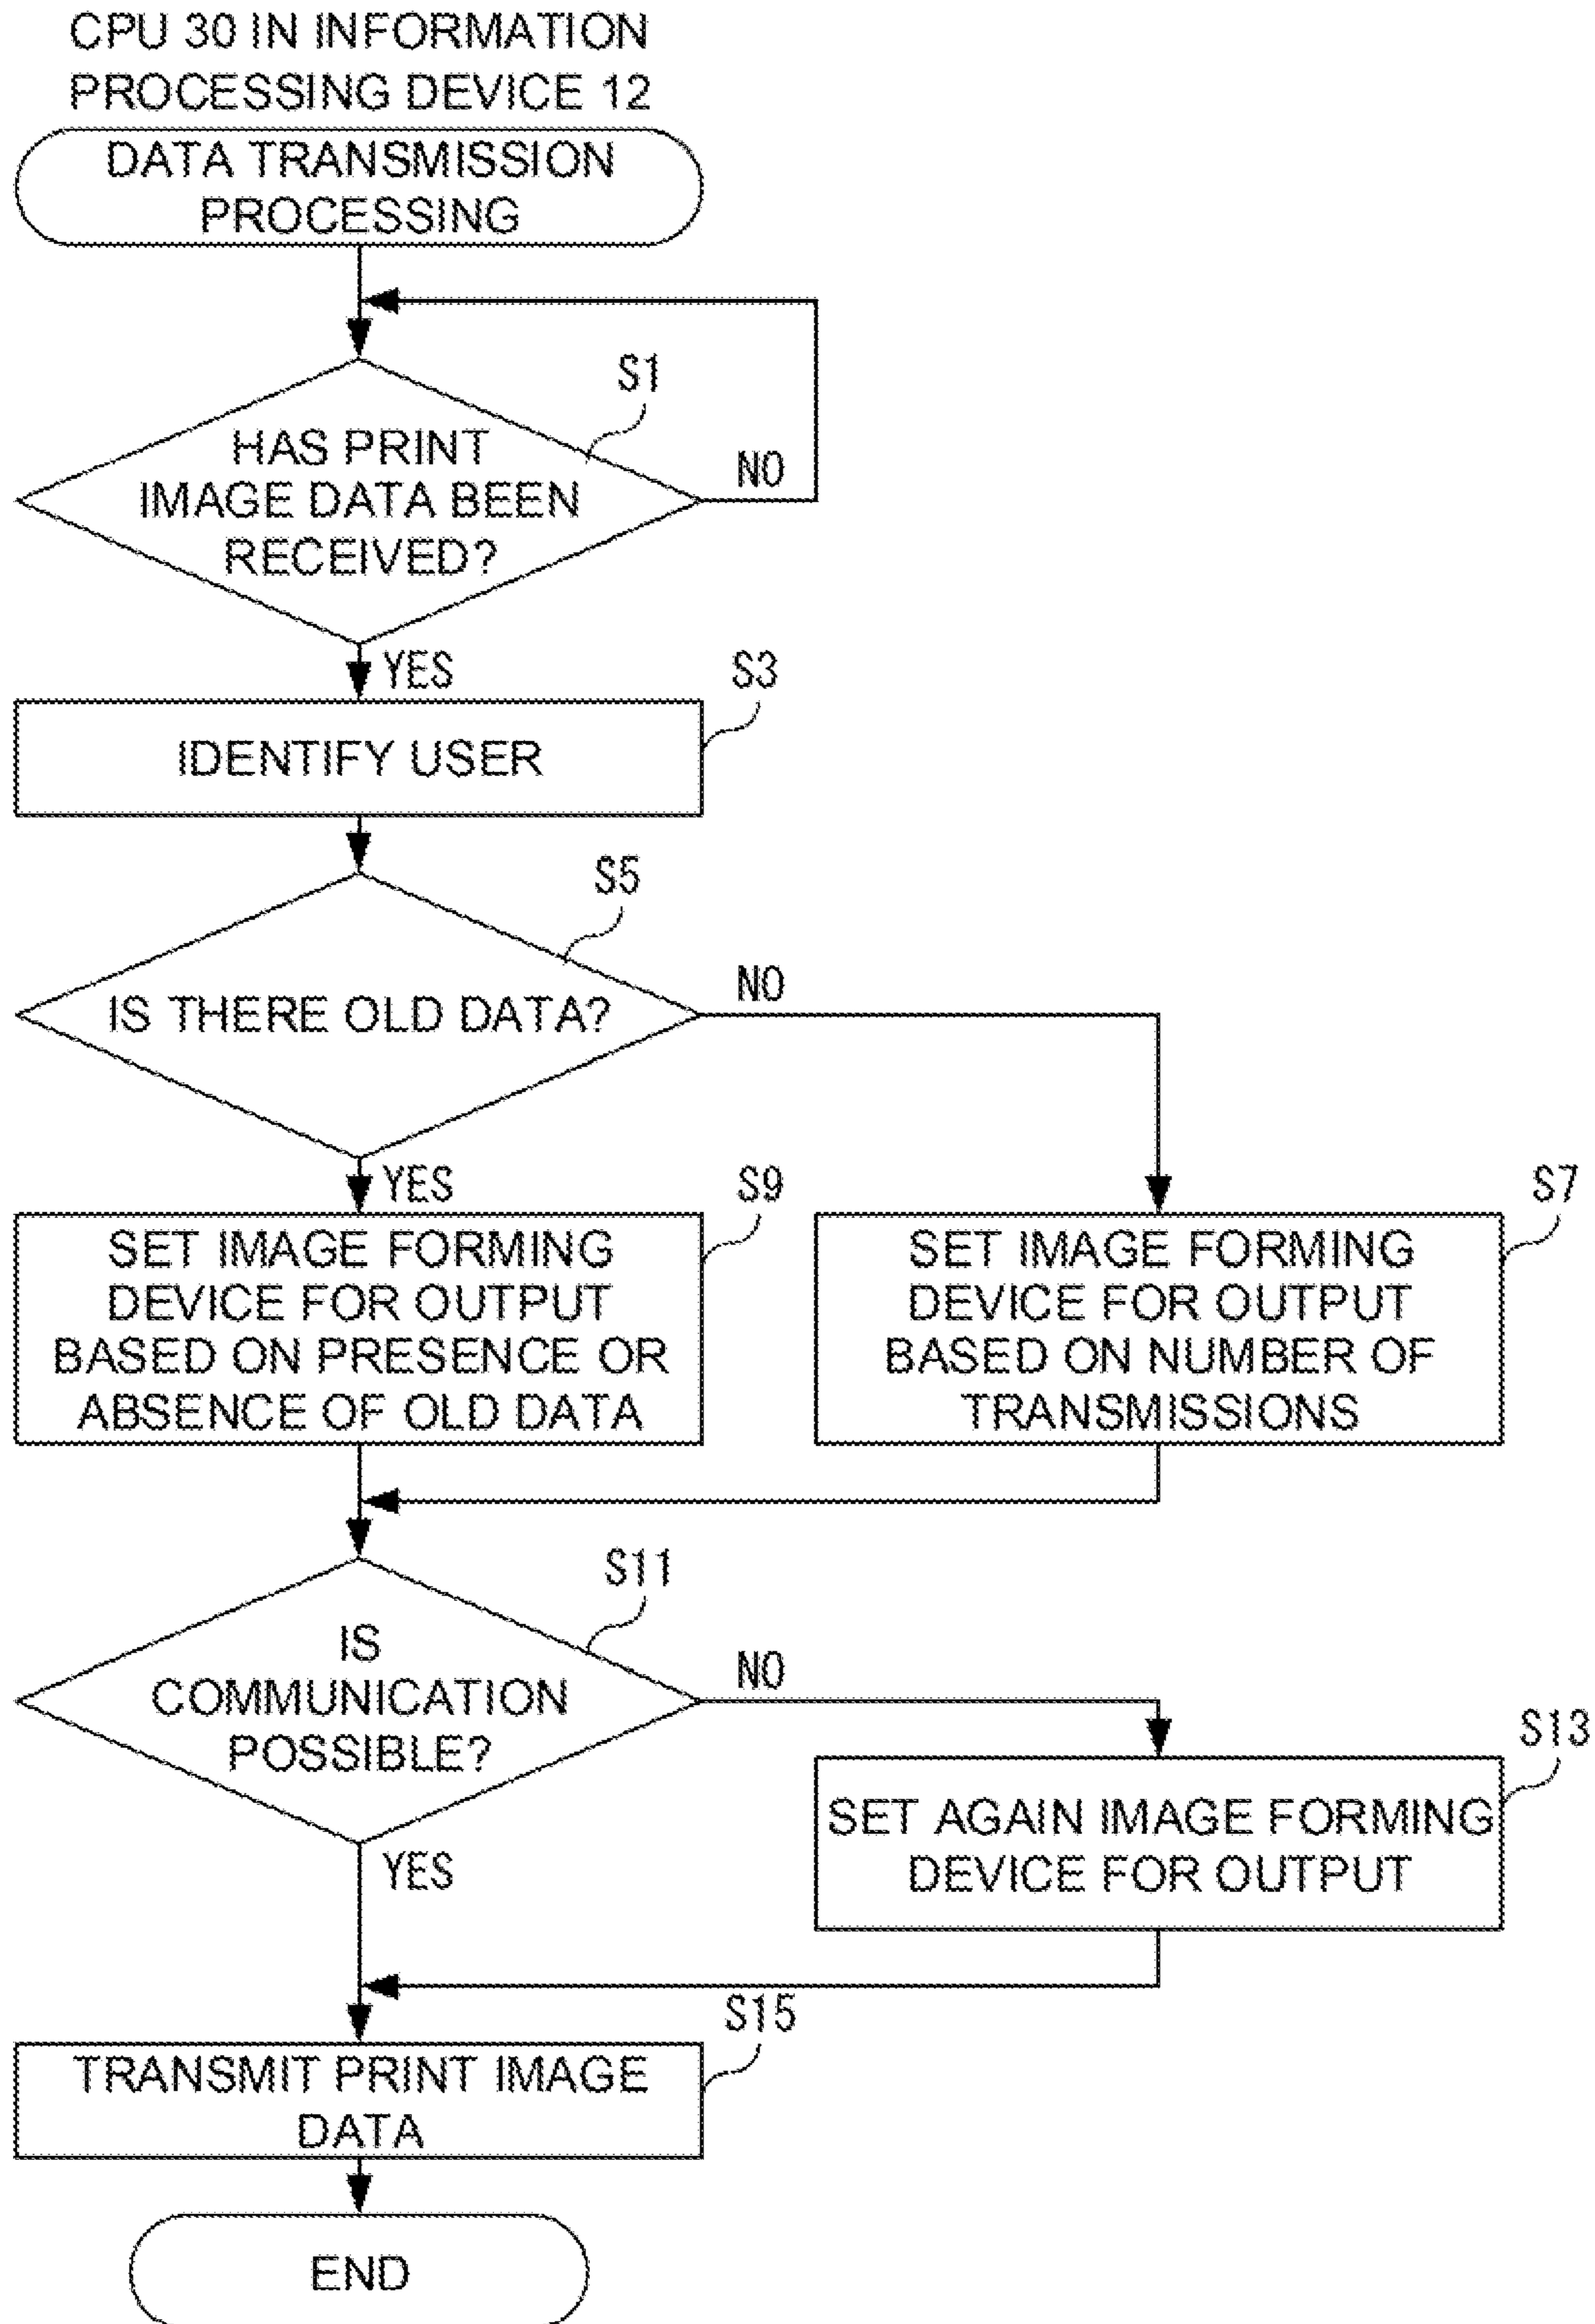 CPU 30 IN INFORMATION
PROCESSING DEVICE 12
DATA TRANSMISSION
PROCESSING
S1
HAS PRINT
IMAGE DATA BEEN
RECEIVED?
NO
YES
S3
IDENTIFY USER
S5
IS THERE OLD DATA?
NO
YES
S9
SET IMAGE FORMING
DEVICE FOR OUTPUT
BASED ON PRESENCE OR
ABSENCE OF OLD DATA
S7
SET IMAGE FORMING
DEVICE FOR OUTPUT
BASED ON NUMBER OF
TRANSMISSIONS
S11
IS
COMMUNICATION
POSSIBLE?
NO
YES
S13
SET AGAIN IMAGE FORMING
DEVICE FOR OUTPUT
S15
TRANSMIT PRINT IMAGE
DATA
END